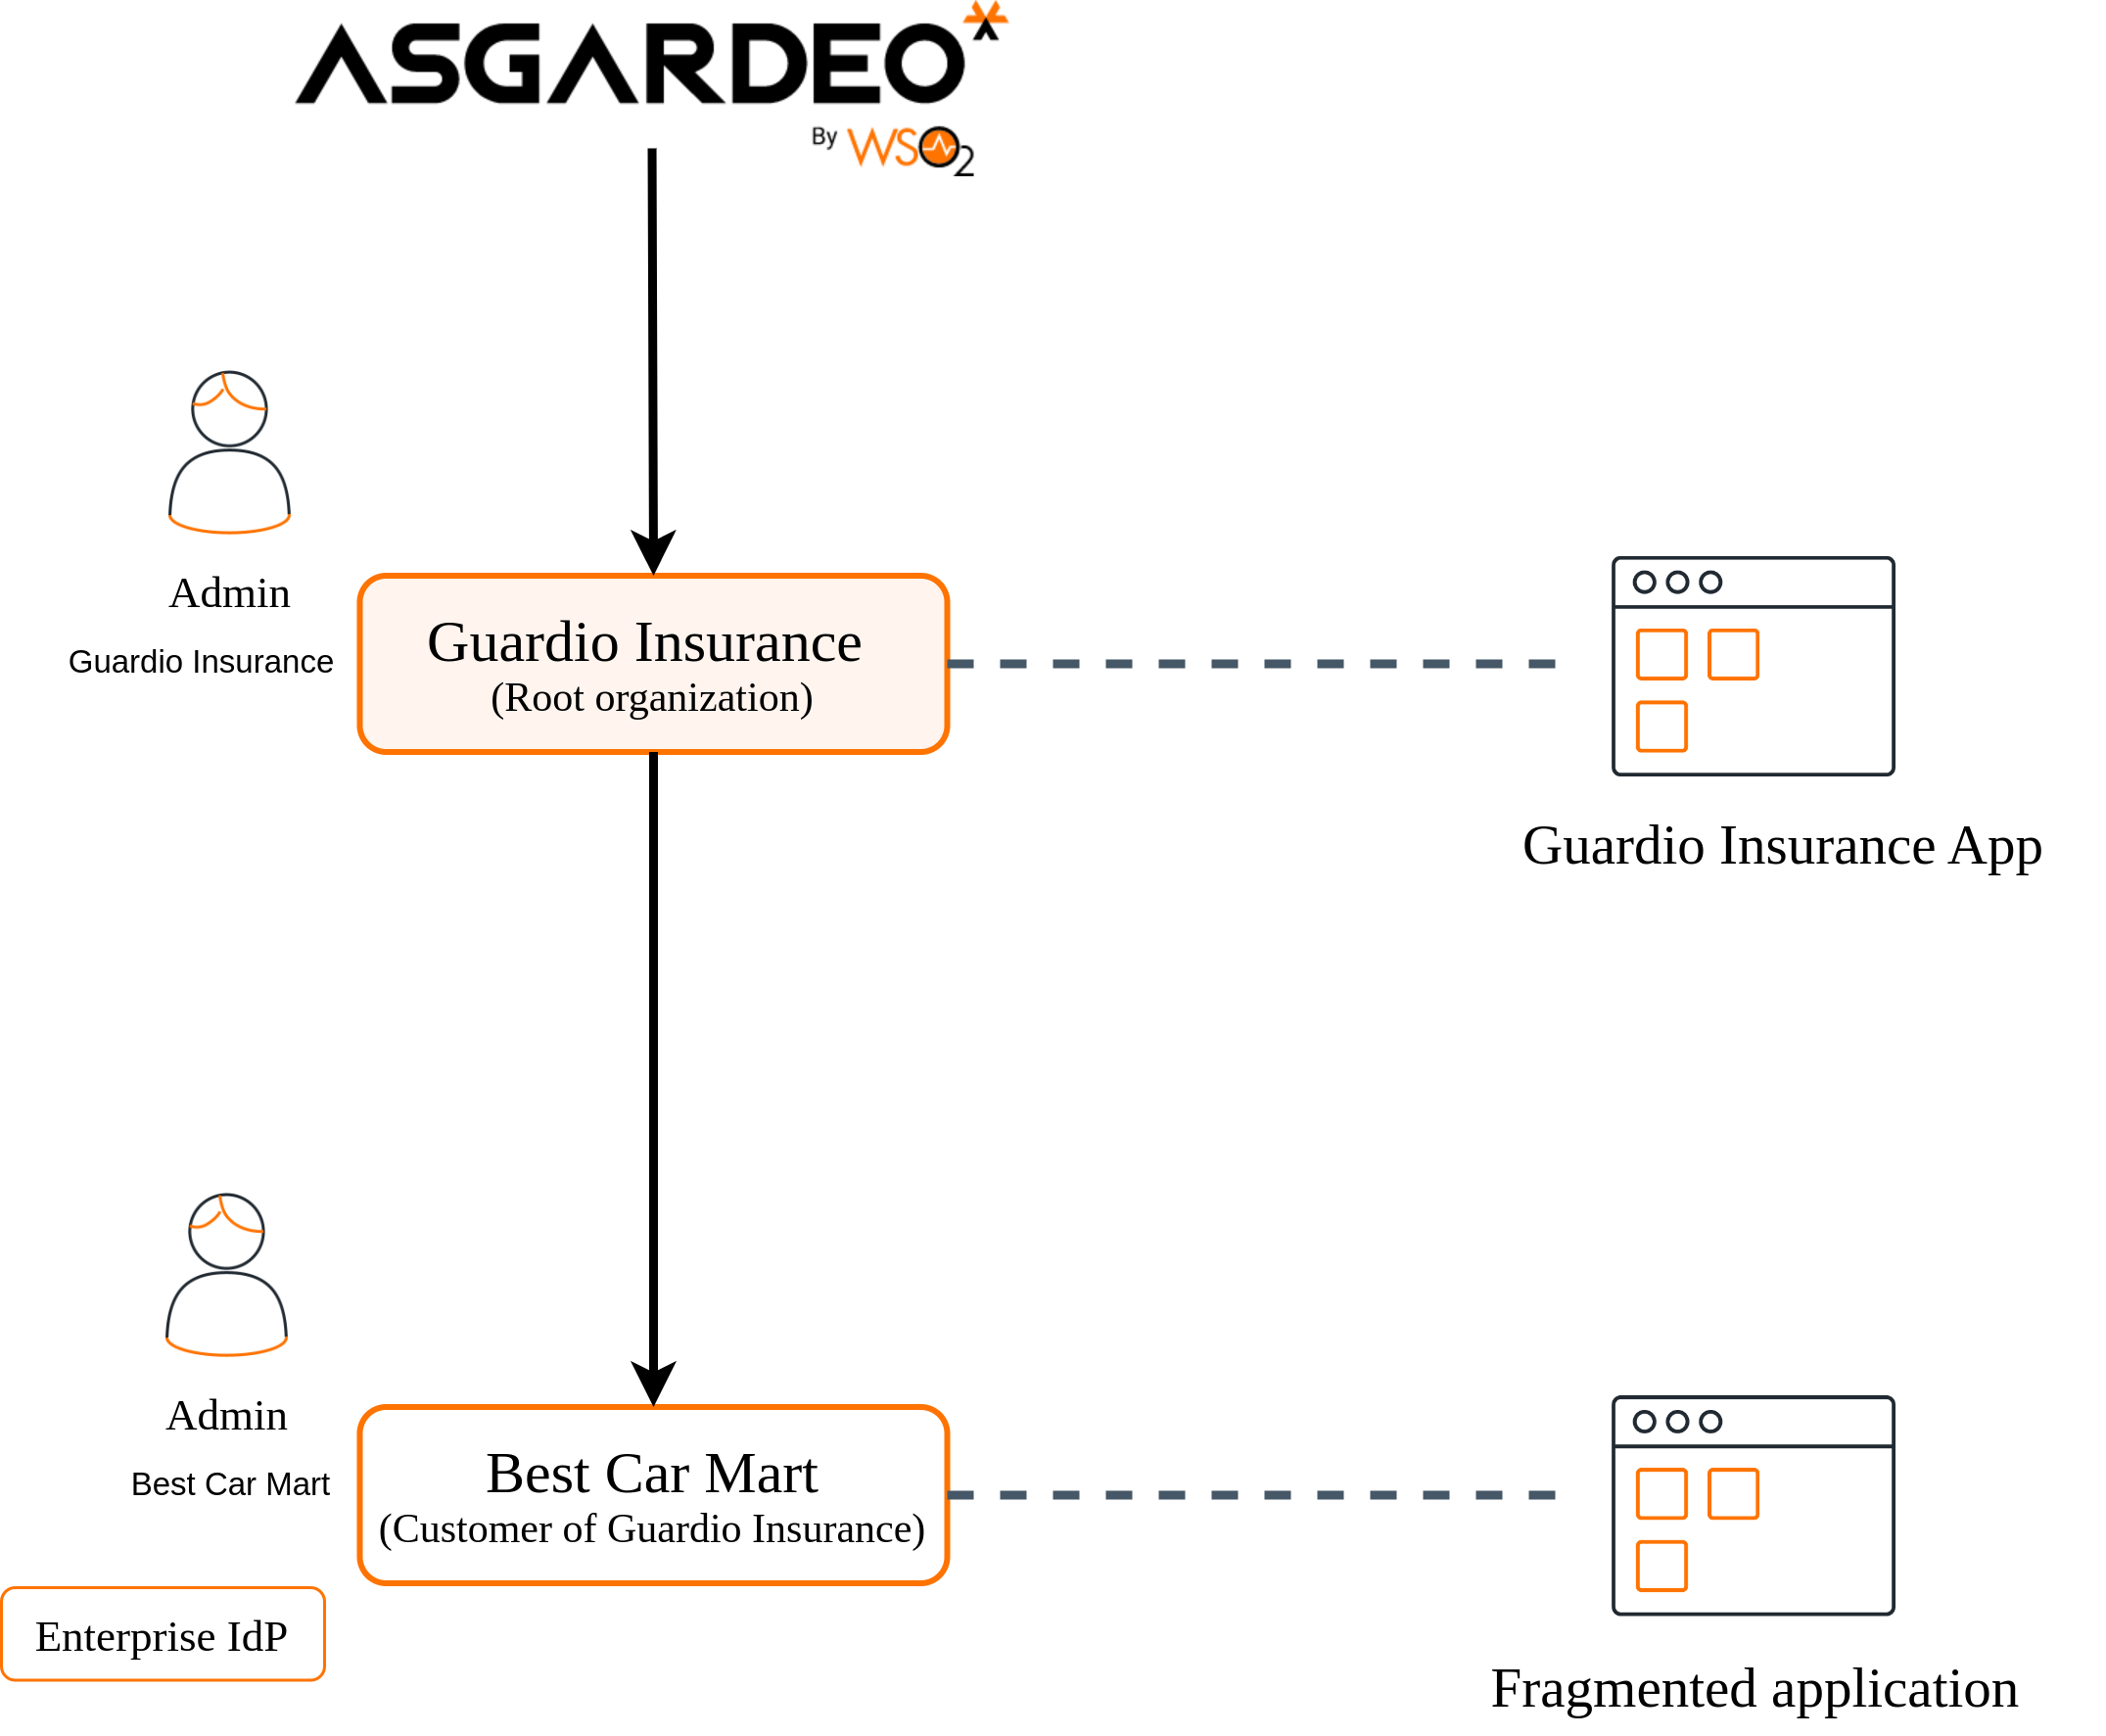 ASGARDEO
By WSO2
Admin
Guardio Insurance
Guardio Insurance
(Root organization)
Guardio Insurance App
Admin
Best Car Mart
Best Car Mart
(Customer of Guardio Insurance)
Enterprise IdP
Fragmented application